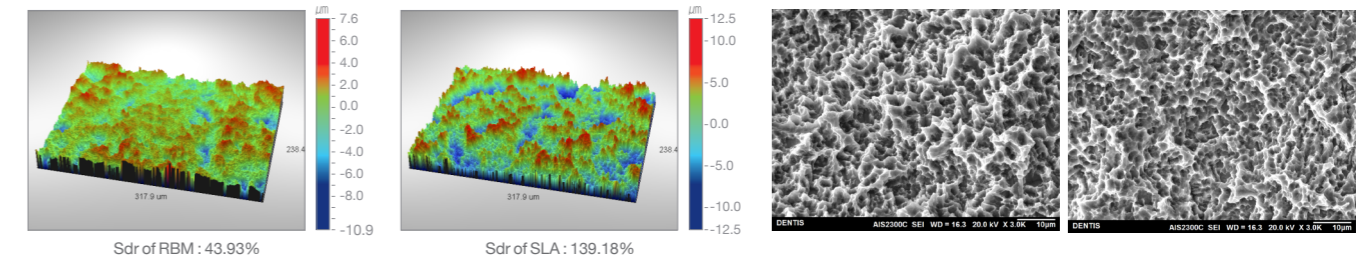 μm
7.6
6.0
4.0
2.0
0.0
-2.0
-4.0
-6.0
-8.0
-10.9
238.4
317.9 um
Sdr of RBM : 43.93%
μm
12.5
10.0
5.0
0.0
-5.0
-10.0
-12.5
238.4
317.9 um
Sdr of SLA : 139.18%
DENTIS AIS2300C SEI WD = 16.3 20.0 kV X 3.0K 10μm
DENTIS AIS2300C SEI WD = 16.3 20.0 kV X 3.0K 10μm